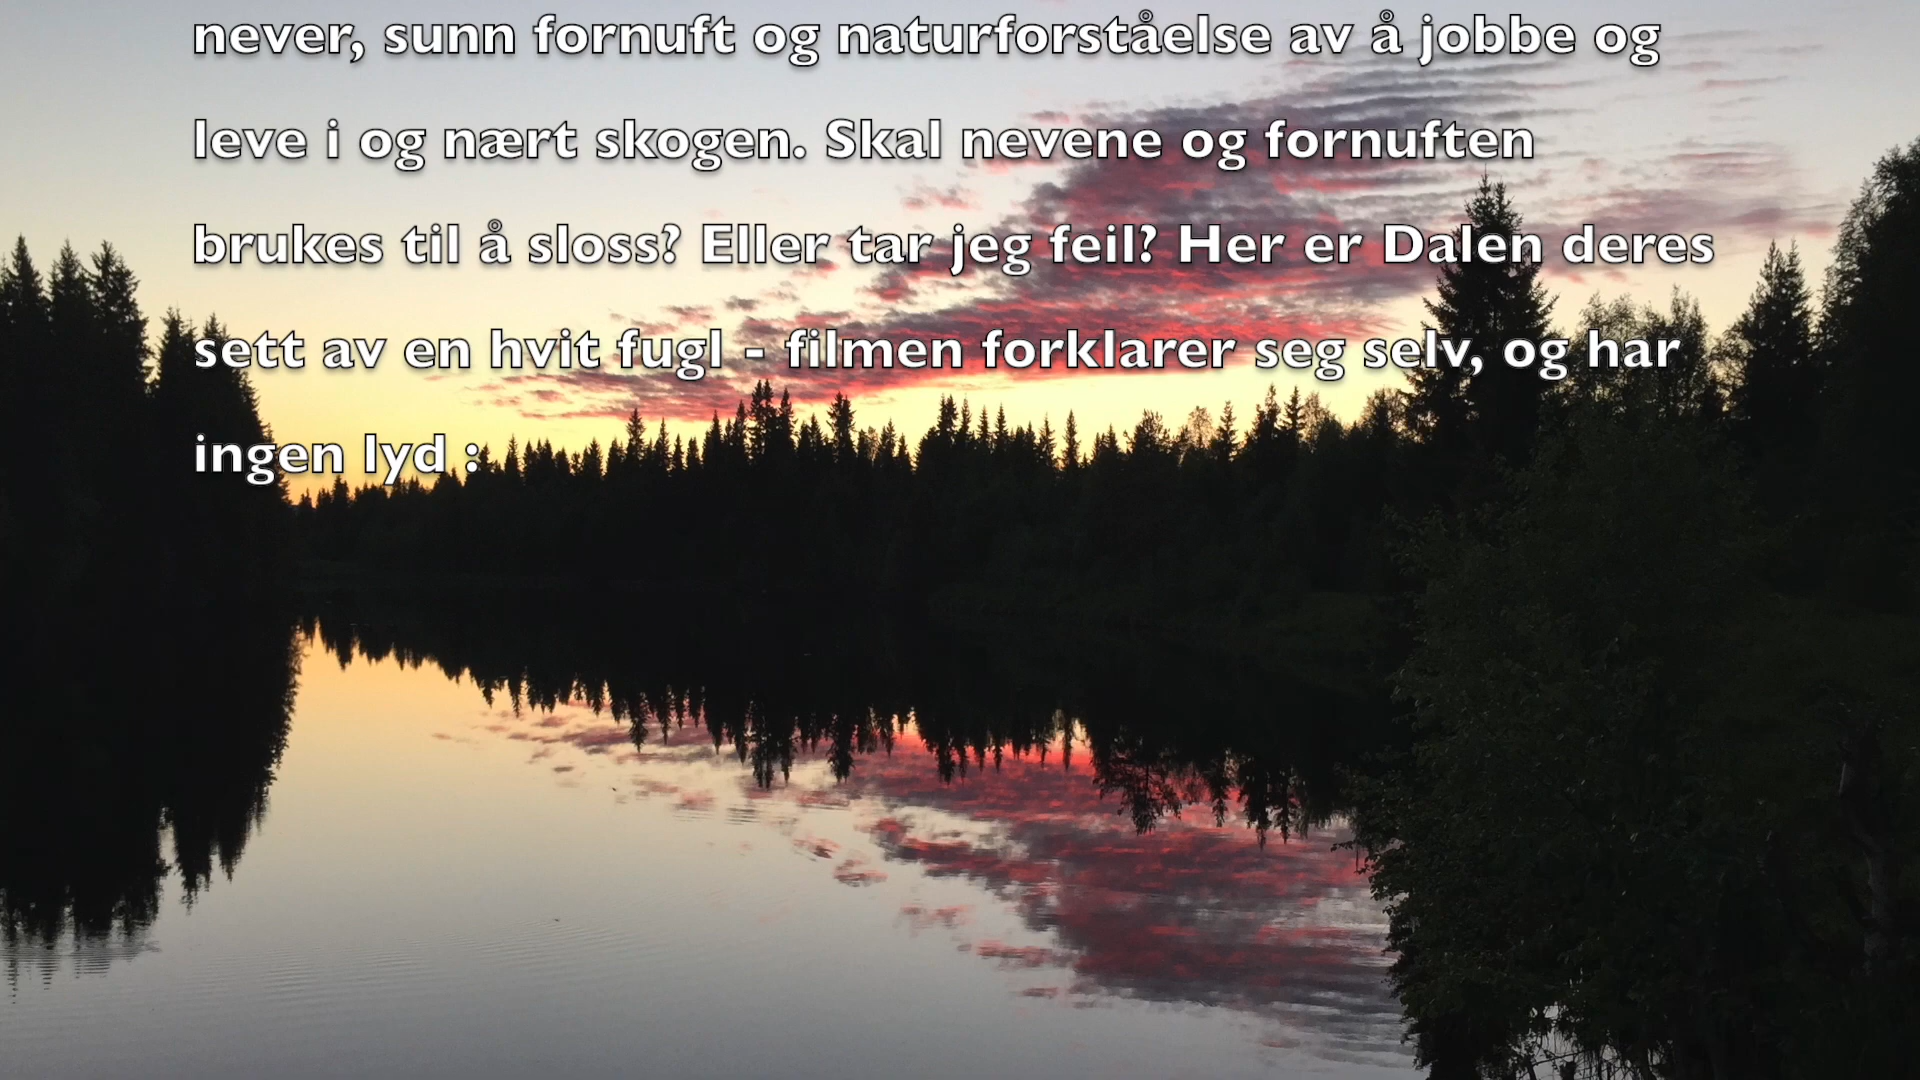 never, sunn fornuft og naturforståelse av å jobbe og
leve i og nært skogen. Skal nevene og fornuften
brukes til å sloss? Eller tar jeg feil? Her er Dalen deres
sett av en hvit fugl - filmen forklarer seg selv, og har
ingen lyd :